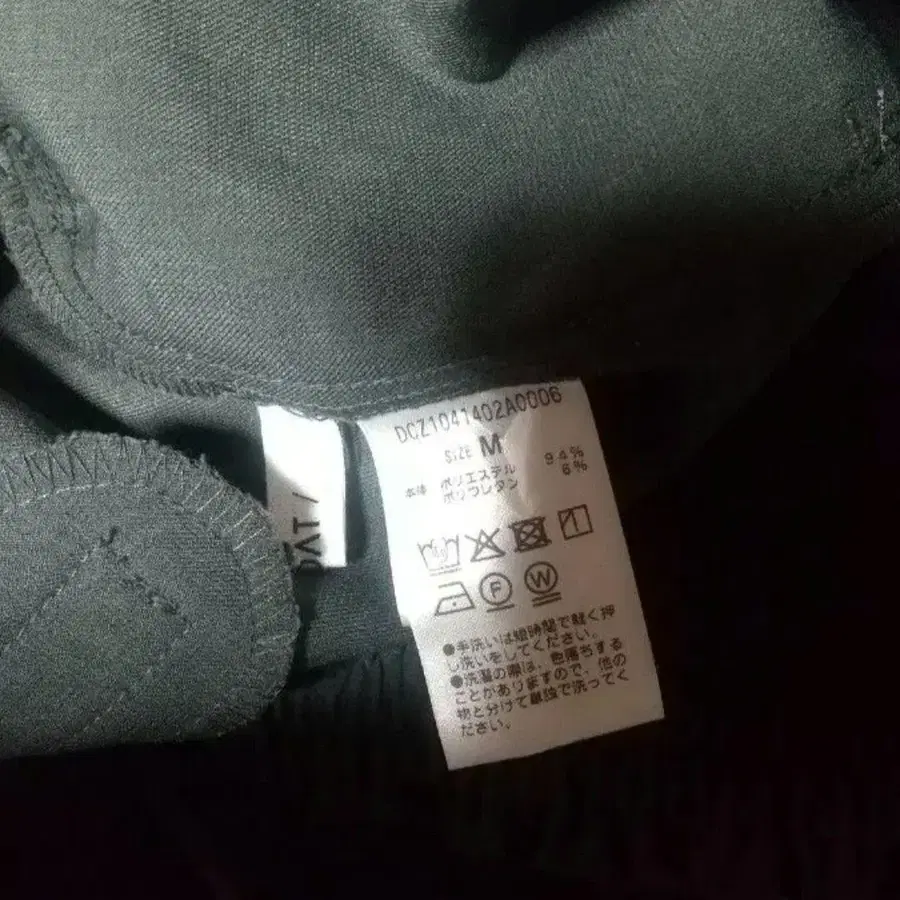 DCZ1041402A0006
SIZE M
本体 ポリエステル 94%
ポリウレタン 6%
F W
●手洗いは短時間で軽く押
し洗いをしてください。
●洗濯の際は、色落ちする
ことがありますので、他の
物と分けて単独で洗ってく
ださい。